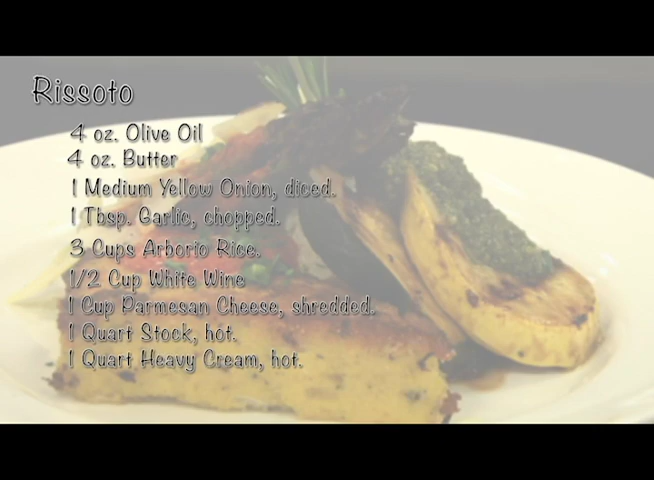 Rissoto
4 oz. Olive Oil
4 oz. Butter
1 Medium Yellow Onion, diced.
1 Tbsp. Garlic, chopped.
3 Cups Arborio Rice.
1/2 Cup White Wine
1 Cup Parmesan Cheese, shredded.
1 Quart Stock, hot.
1 Quart Heavy Cream, hot.